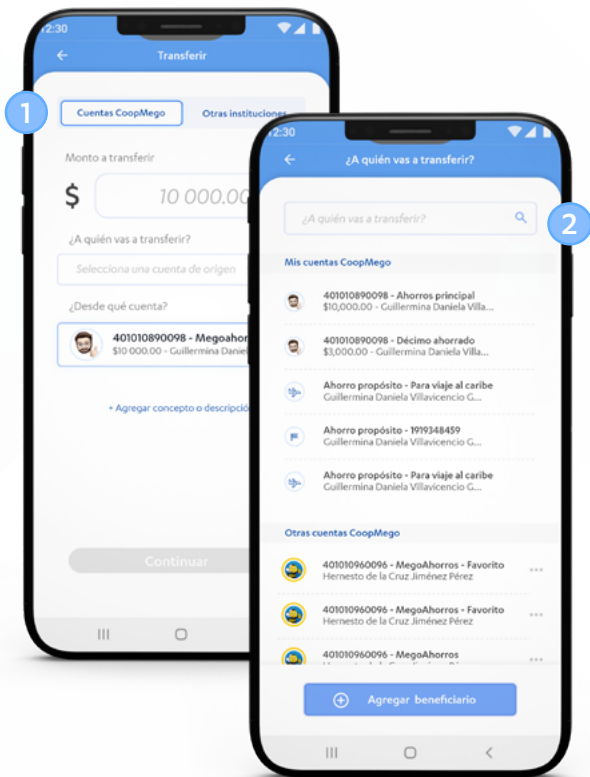 12:30
Transferir
1
Cuentas CoopMego
Otras instituciones
Monto a transferir
$
10 000.00
¿A quién vas a transferir?
Selecciona una cuenta de origen
¿Desde qué cuenta?
401010890098 - Megoahor
$10 000.00 - Guillermina Daniel
+ Agregar concepto o descripció
Continuar
12:30
¿A quién vas a transferir?
2
¿A quién vas a transferir?
Mis cuentas CoopMego
401010890098 - Ahorros principal
$10,000.00 - Guillermina Daniela Villa...
401010890098 - Décimo ahorrado
$3,000.00 - Guillermina Daniela Villa...
Ahorro propósito - Para viaje al caribe
Guillermina Daniela Villavicencio G...
Ahorro propósito - 1919348459
Guillermina Daniela Villavicencio G...
Ahorro propósito - Para viaje al caribe
Guillermina Daniela Villavicencio G...
Otras cuentas CoopMego
401010960096 - MegoAhorros - Favorito
Hernesto de la Cruz Jiménez Pérez
401010960096 - MegoAhorros - Favorito
Hernesto de la Cruz Jiménez Pérez
401010960096 - MegoAhorros
Agregar beneficiario